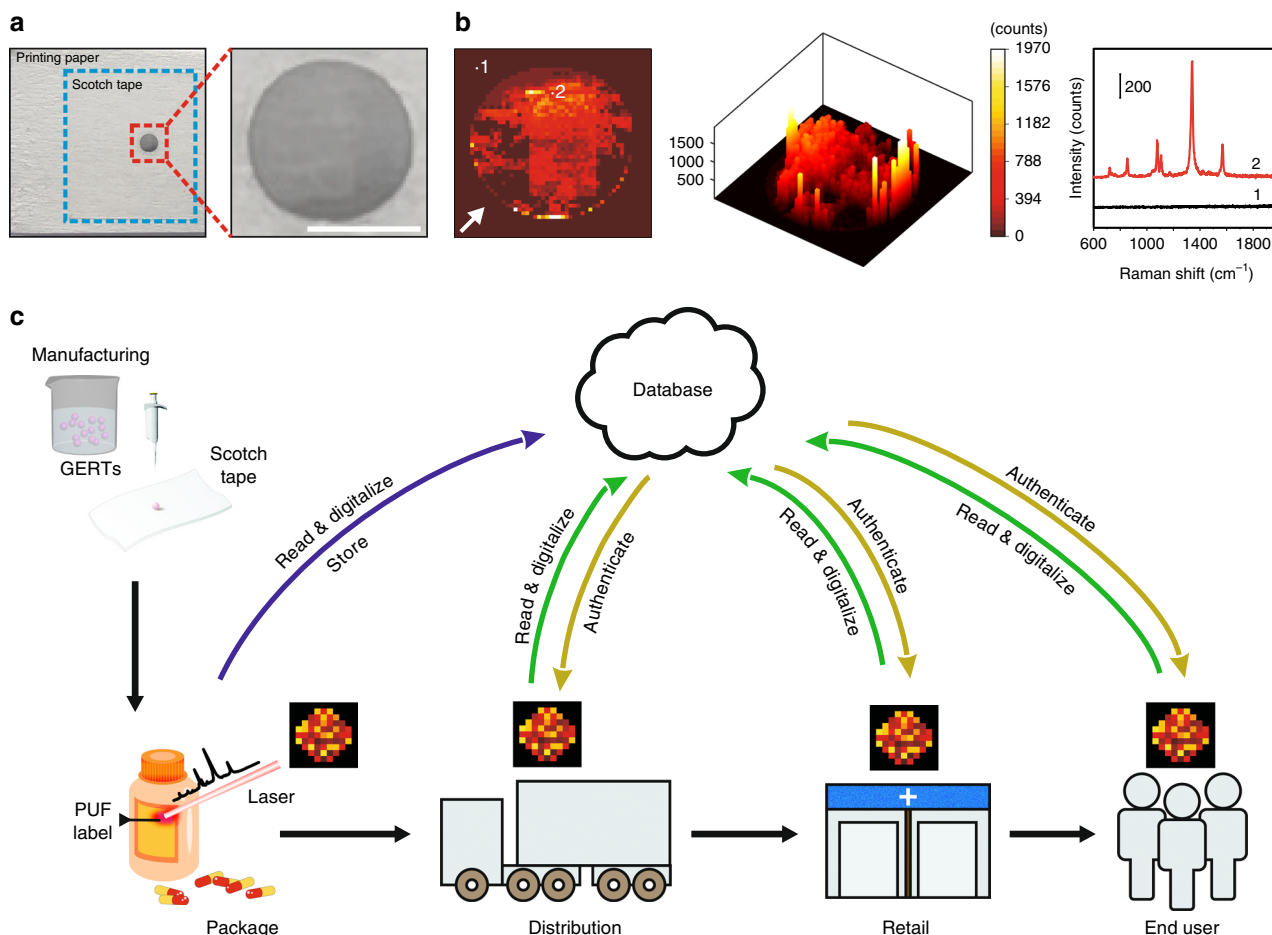 a
Printing paper
Scotch tape
b
·1
·2
1500
1000
500
(counts)
1970
1576
1182
788
394
0
Intensity (counts)
200
2
1
600
1000
1400
1800
Raman shift (cm⁻¹)
c
Manufacturing
GERTs
Scotch
tape
Database
Read & digitalize
Store
Read & digitalize
Authenticate
Authenticate
Read & digitalize
Authenticate
Read & digitalize
PUF
label
Laser
Package
Distribution
Retail
End user